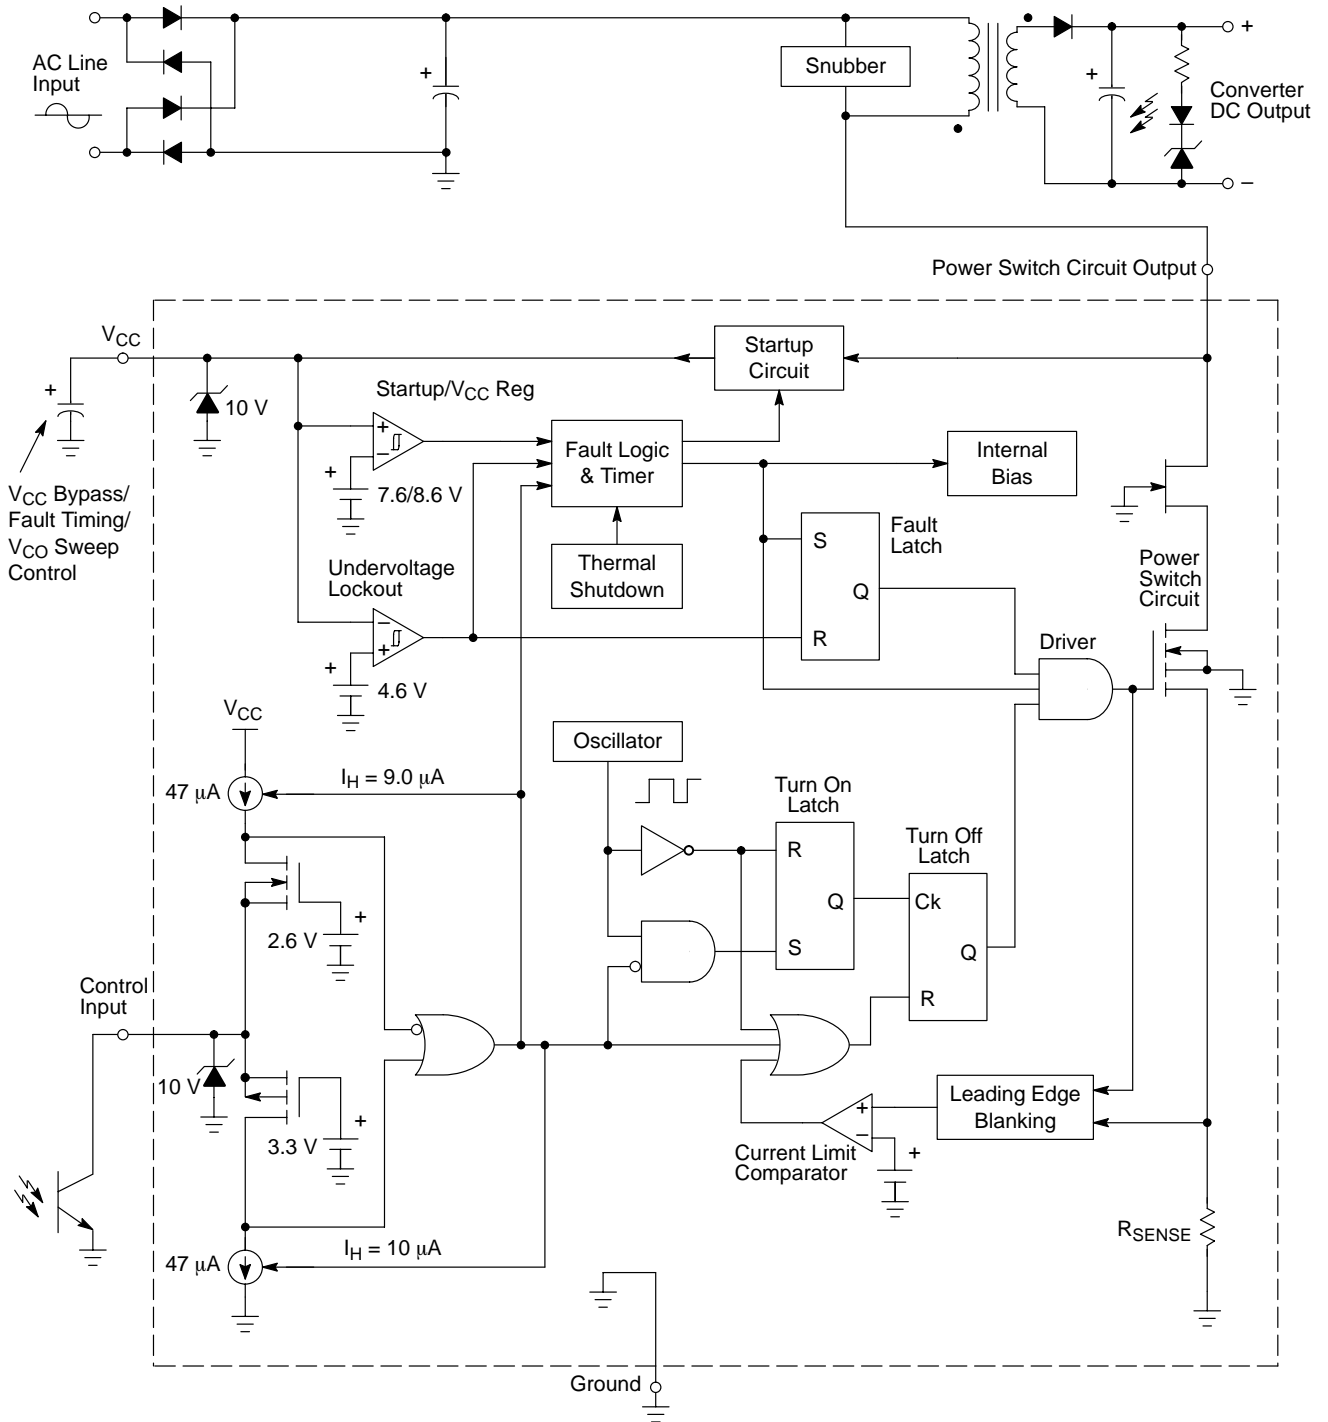 AC Line
Input
+
Snubber
+
+
Converter
DC Output
−
Power Switch Circuit Output
VCC
+
Startup
Circuit
10 V
Startup/VCC Reg
+
−
+
7.6/8.6 V
Fault Logic
& Timer
Internal
Bias
VCC Bypass/
Fault Timing/
VCO Sweep
Control
Thermal
Shutdown
Fault
Latch
S
Q
R
Power
Switch
Circuit
Undervoltage
Lockout
−
+
+
4.6 V
Driver
VCC
Oscillator
47 μA
IH = 9.0 μA
Turn On
Latch
R
Q
S
Turn Off
Latch
Ck
Q
R
+
2.6 V
Control
Input
10 V
+
3.3 V
+
−
+
Current Limit
Comparator
Leading Edge
Blanking
RSENSE
47 μA
IH = 10 μA
Ground